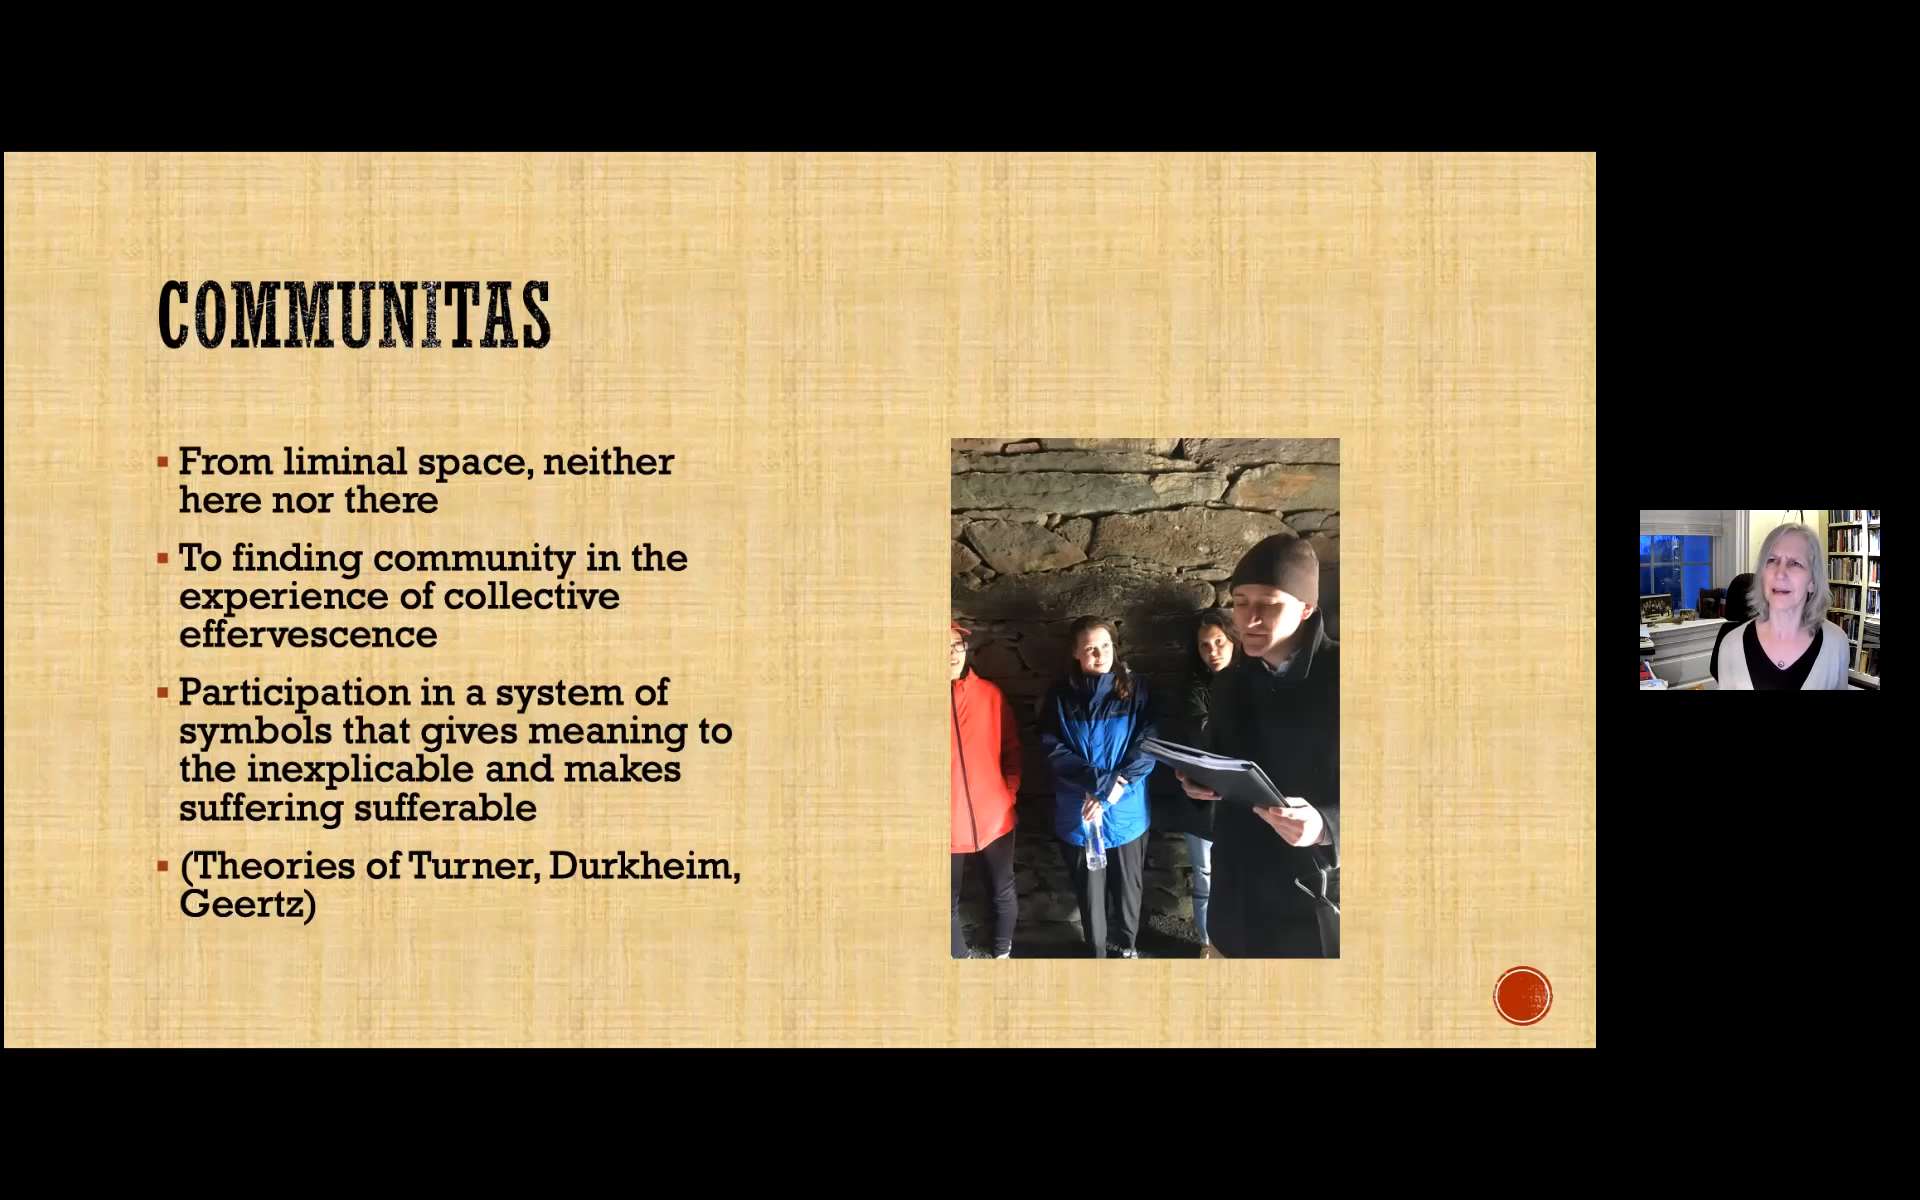 COMMUNITAS
From liminal space, neither
here nor there
To finding community in the
experience of collective
effervescence
Participation in a system of
symbols that gives meaning to
the inexplicable and makes
suffering sufferable
(Theories of Turner, Durkheim,
Geertz)